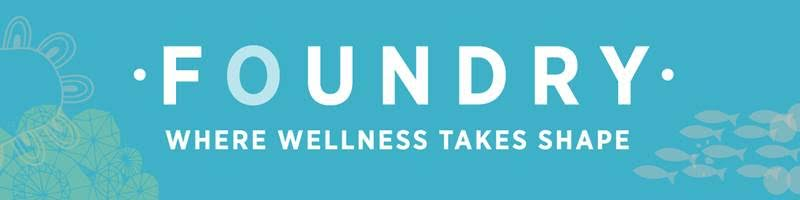 ·FOUNDRY·
WHERE WELLNESS TAKES SHAPE